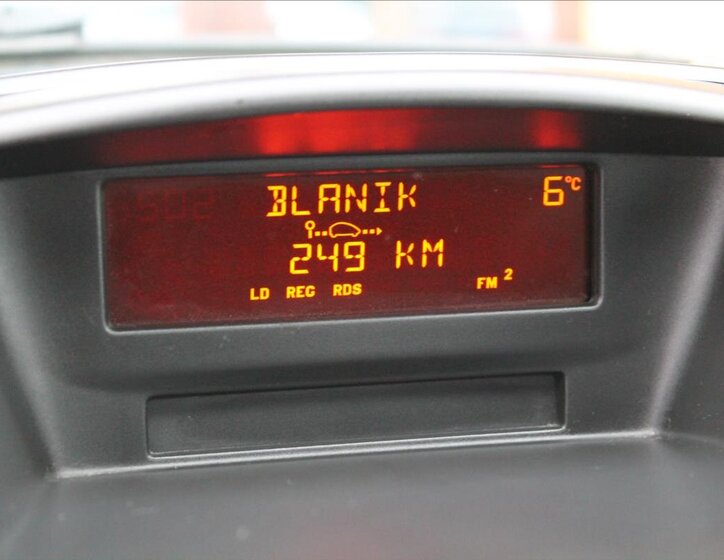 BLANIK 6°C
249 KM
LD REG RDS FM 2